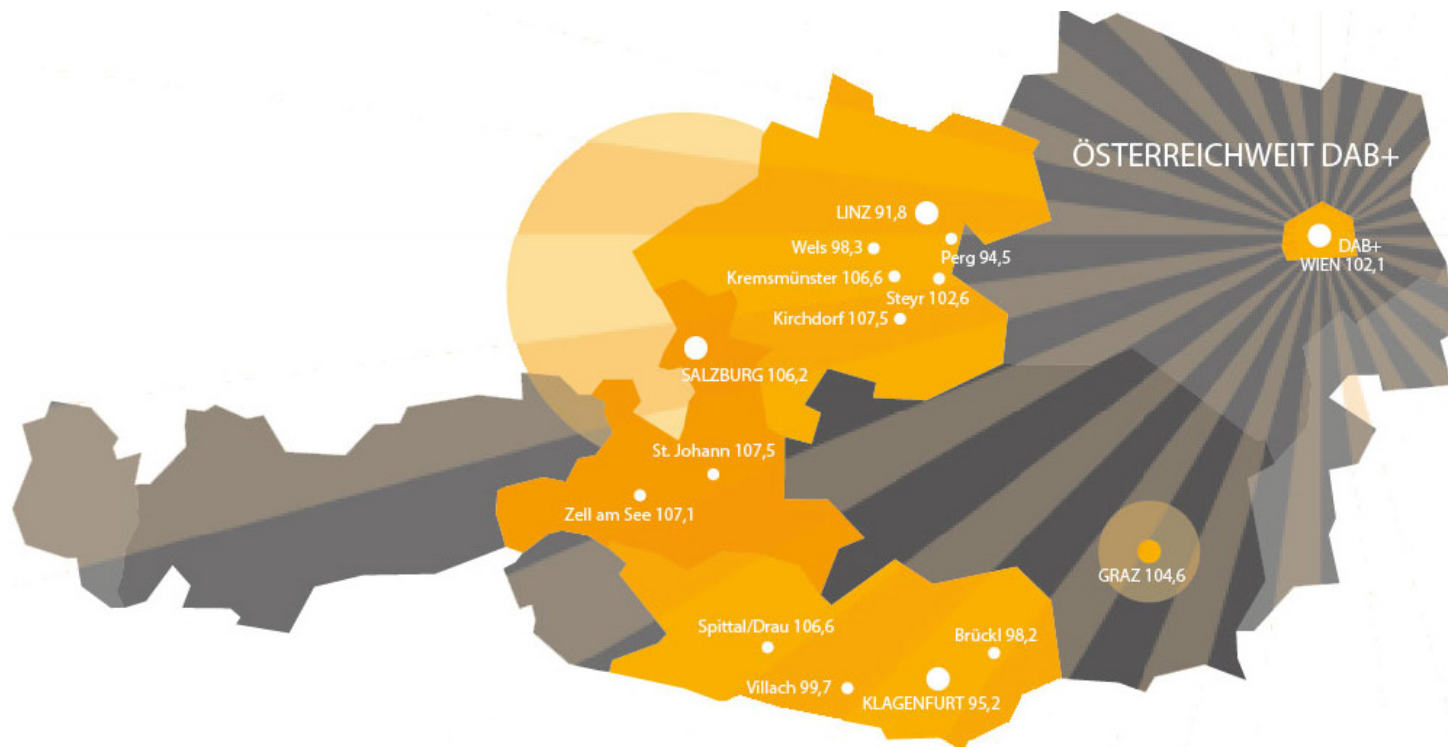 ÖSTERREICHWEIT DAB+
LINZ 91,8
Wels 98,3
Perg 94,5
DAB+
WIEN 102,1
Kremsmünster 106,6
Steyr 102,6
Kirchdorf 107,5
SALZBURG 106,2
St. Johann 107,5
Zell am See 107,1
GRAZ 104,6
Spittal/Drau 106,6
Brückl 98,2
Villach 99,7
KLAGENFURT 95,2